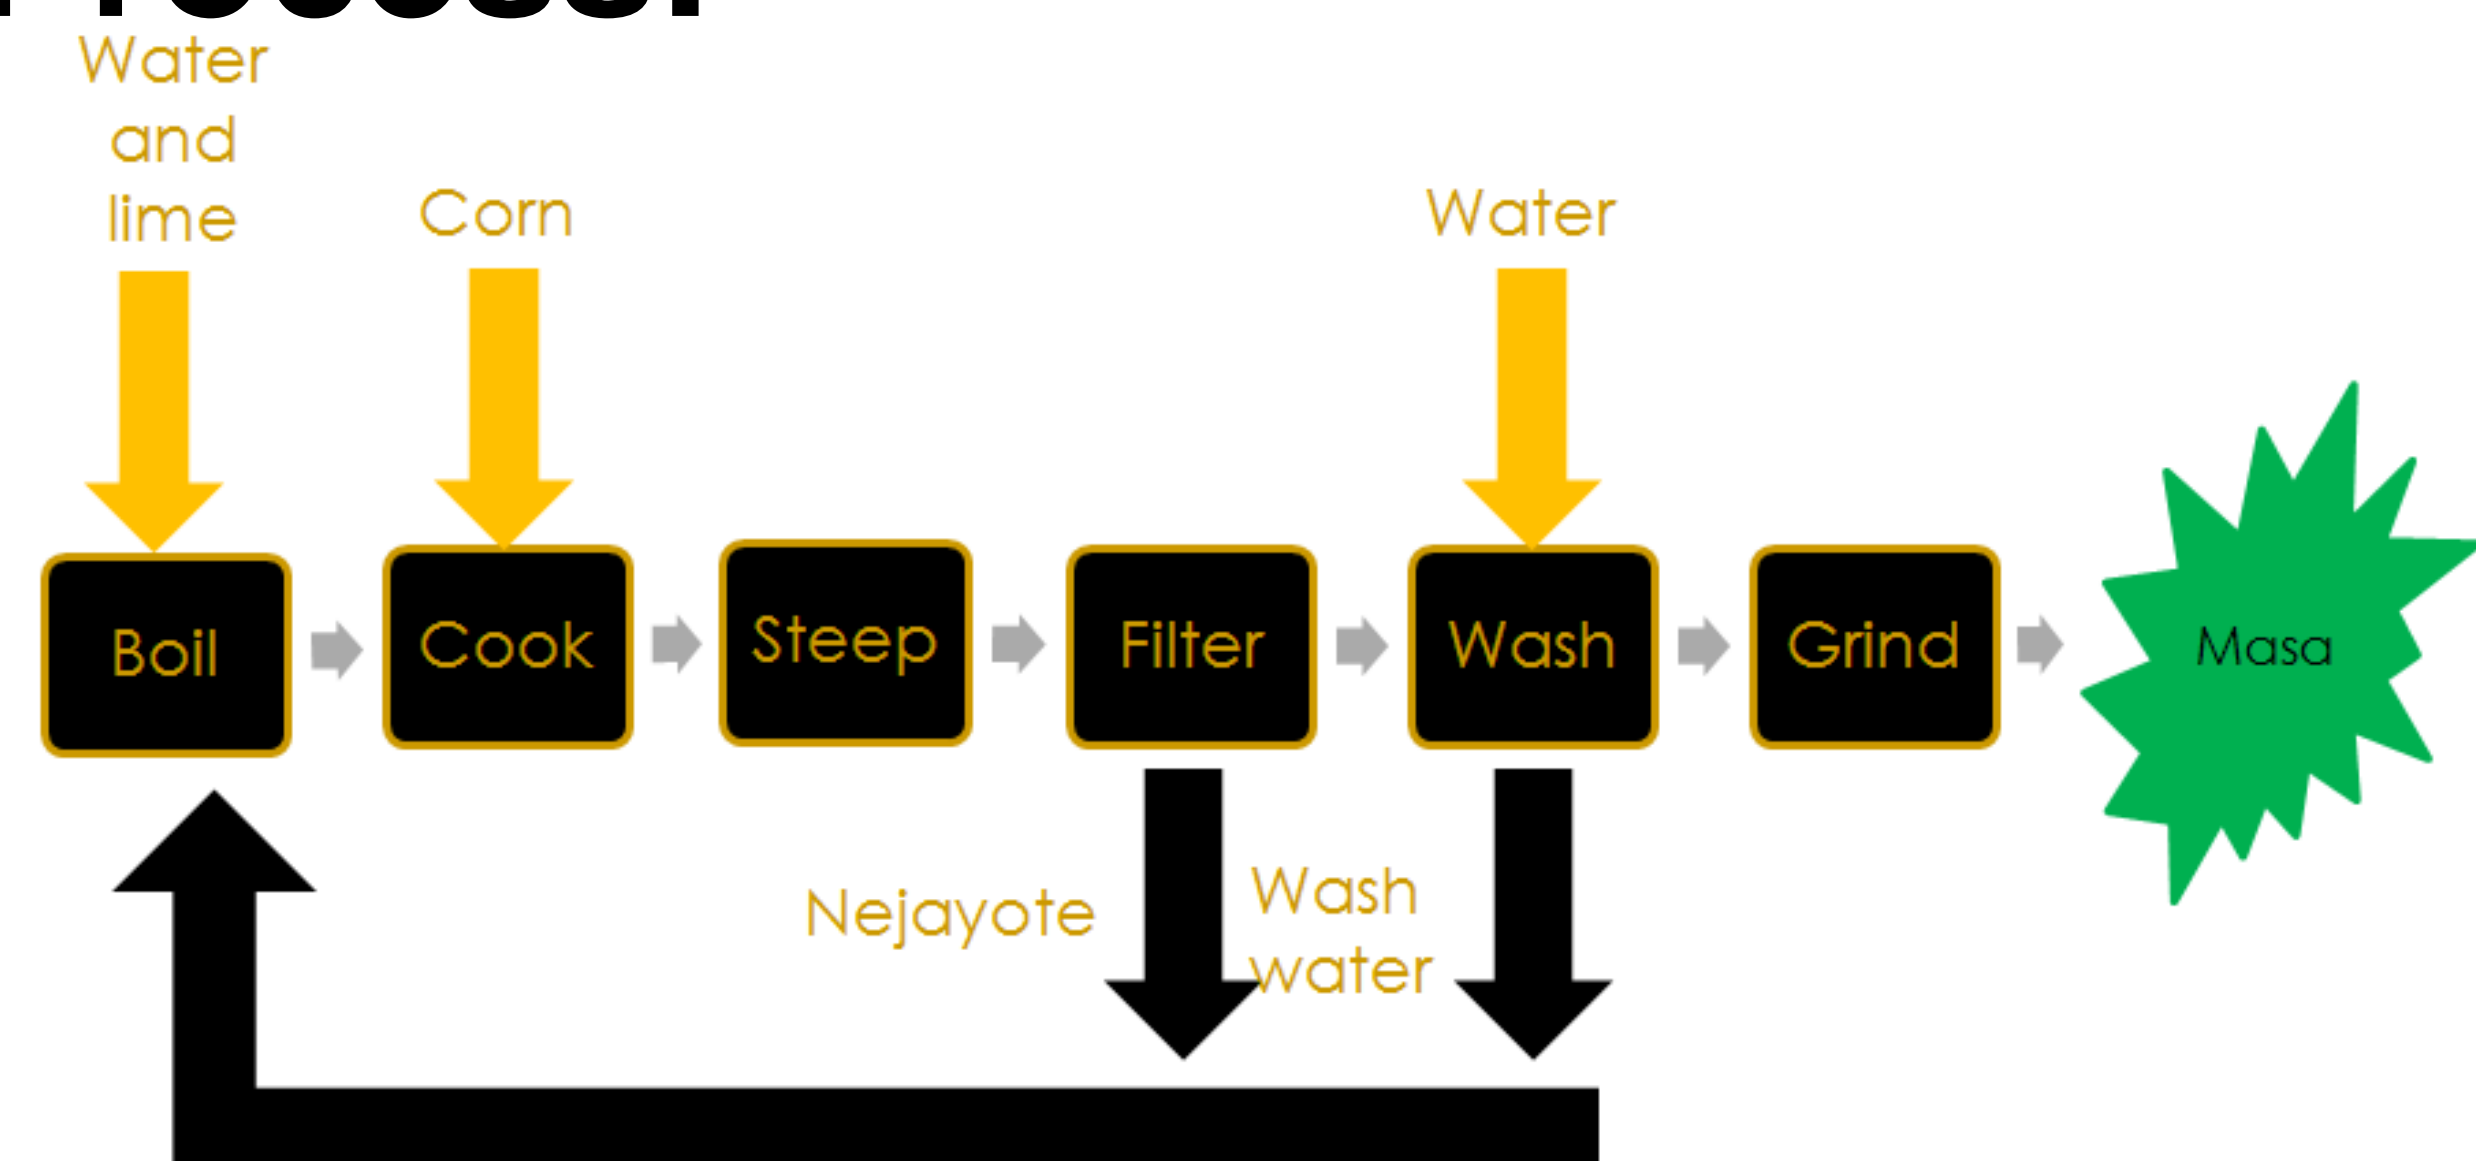 Water
and
lime
Corn
Water
Boil
Cook
Steep
Filter
Wash
Grind
Masa
Nejayote
Wash
water